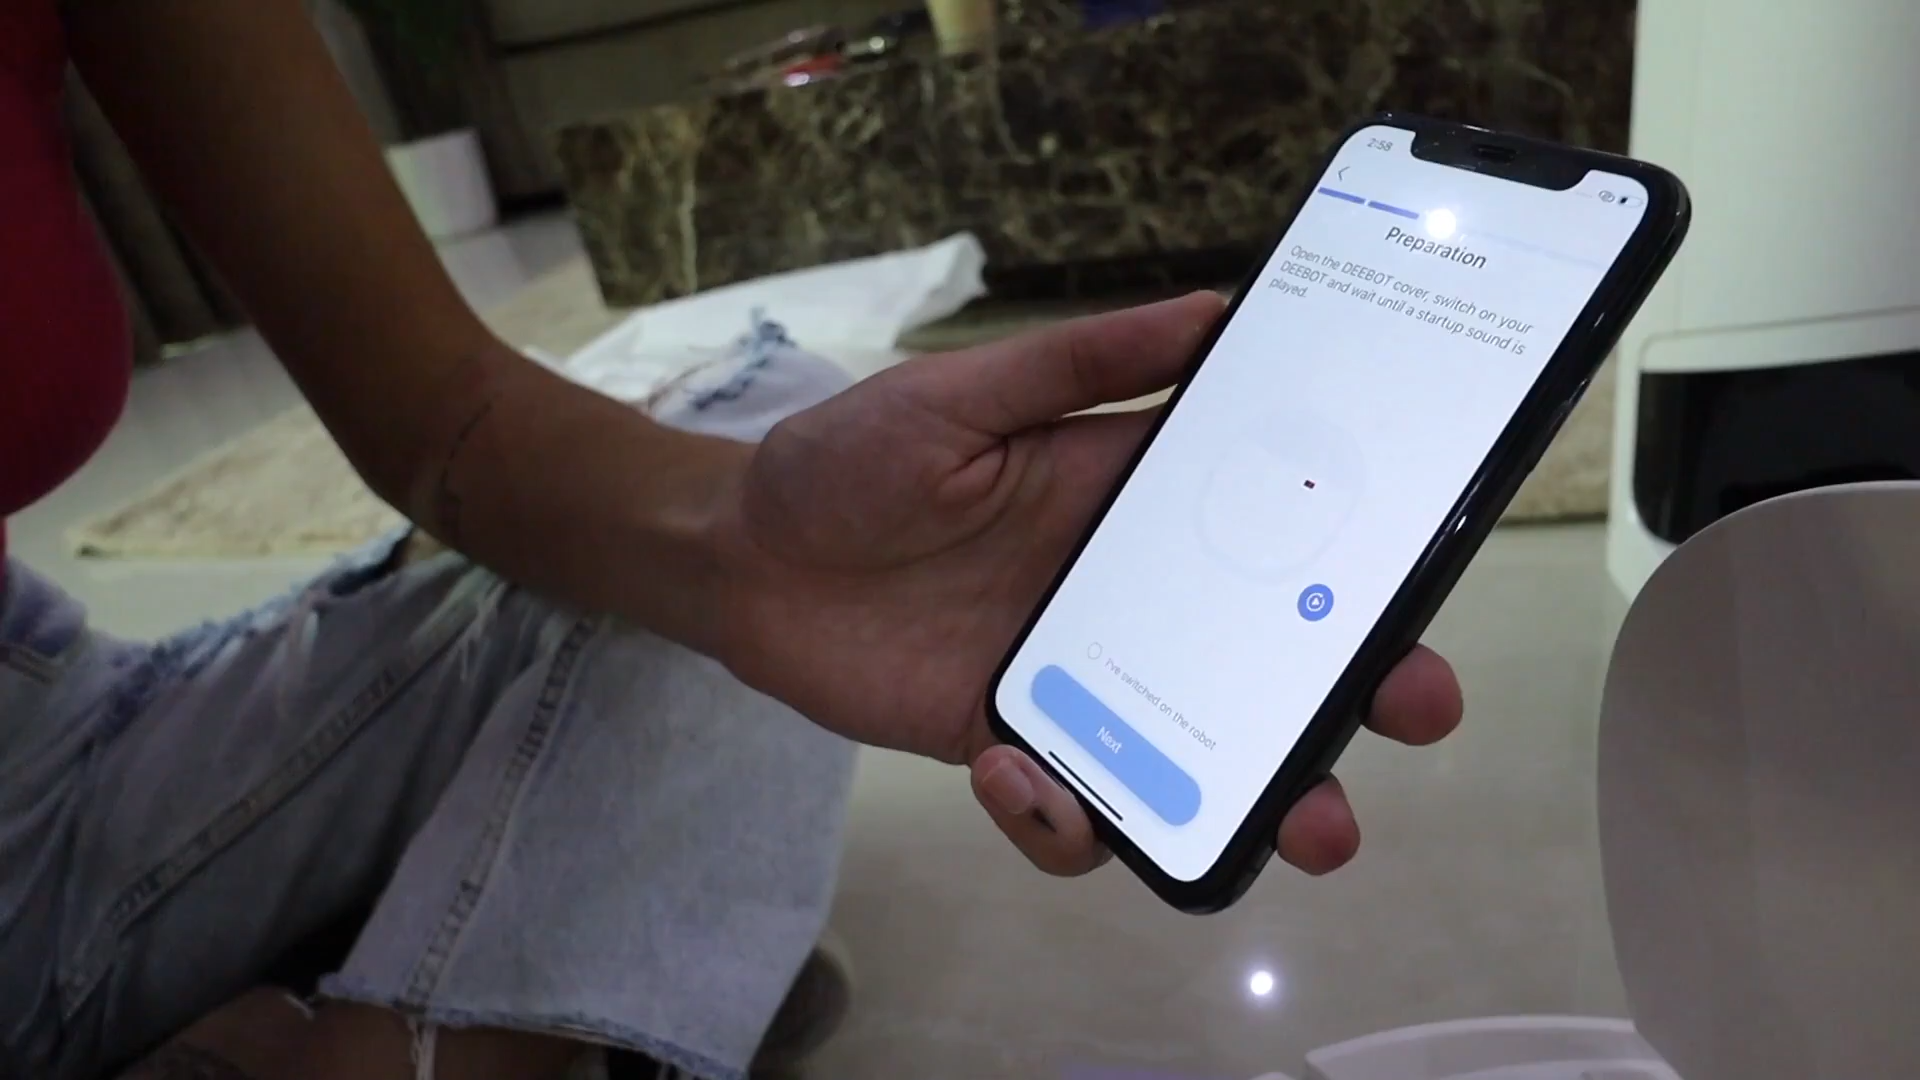 2:58
Preparation
Open the DEEBOT cover, switch on your
DEEBOT and wait until a startup sound is
played.
I've switched on the robot
Next